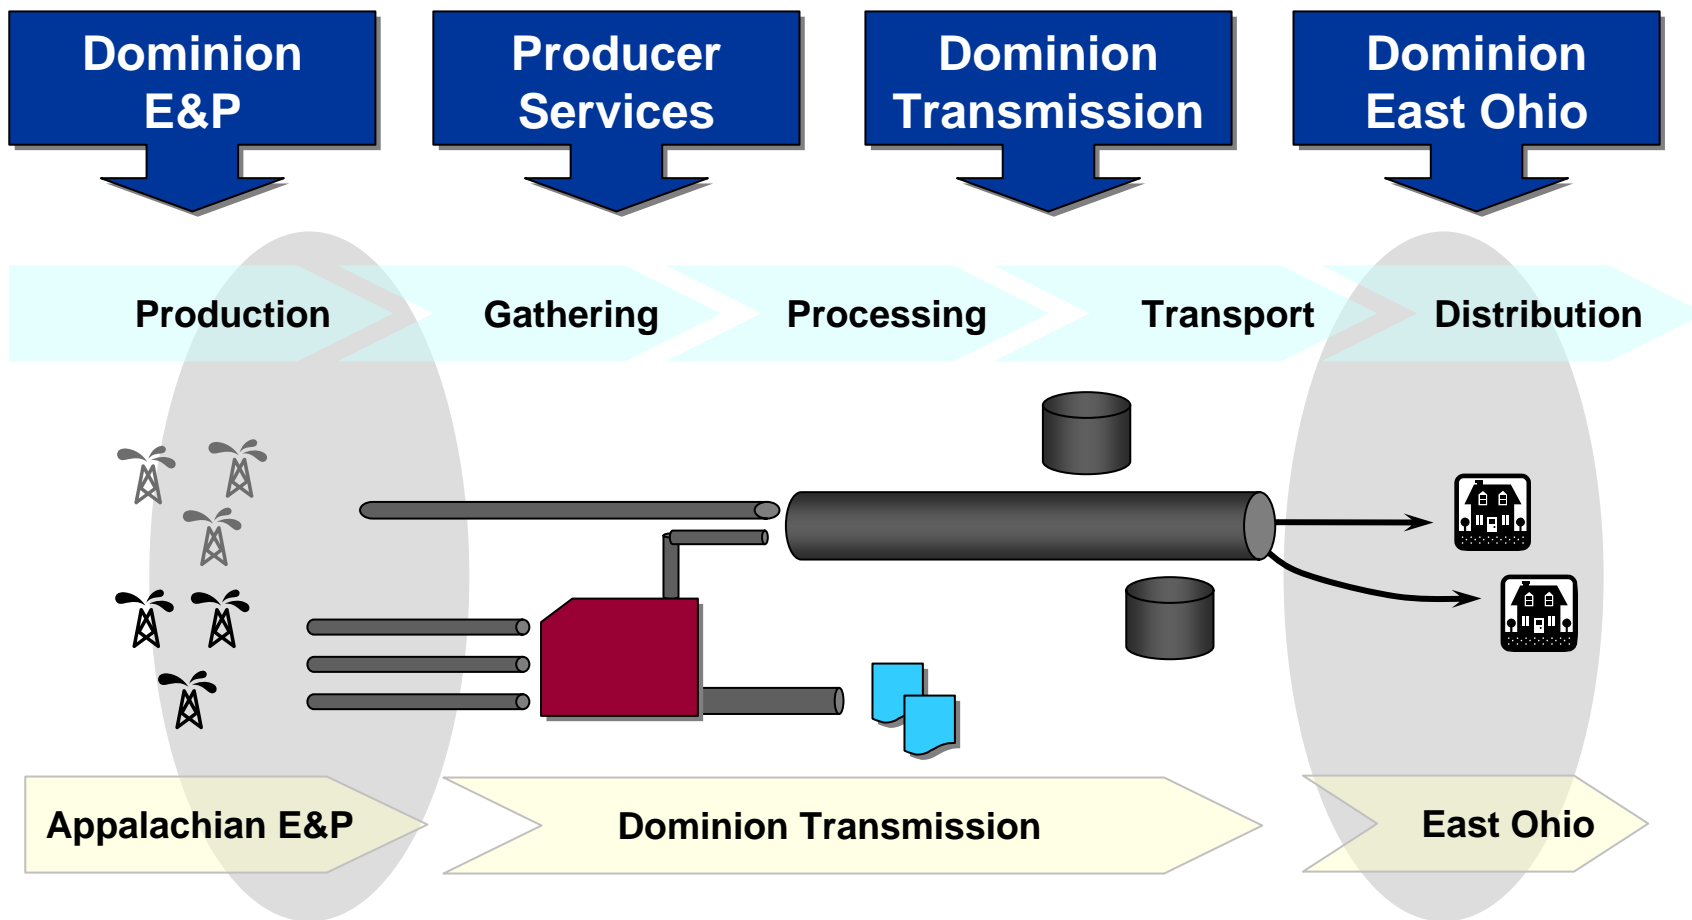 Dominion
E&P
Producer
Services
Dominion
Transmission
Dominion
East Ohio
Production
Gathering
Processing
Transport
Distribution
Appalachian E&P
Dominion Transmission
East Ohio